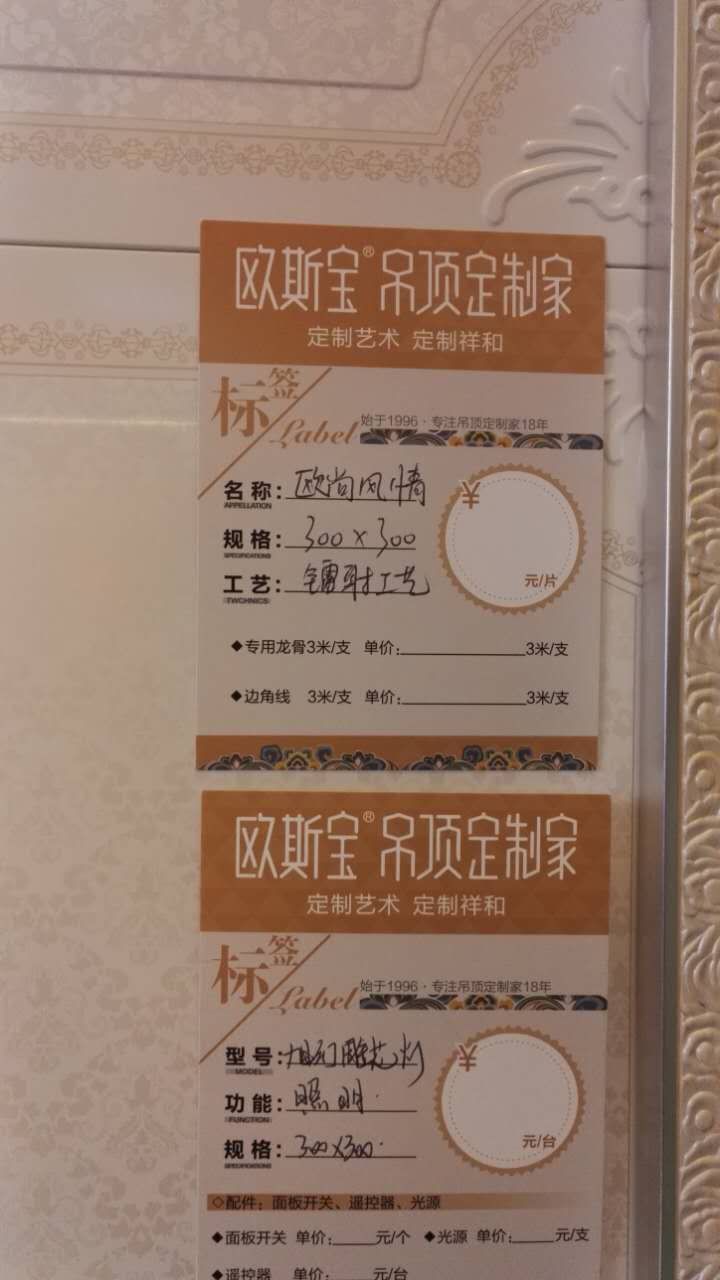 欧斯宝® 吊顶定制家
定制艺术 定制祥和
标签
Label
始于1996·专注吊顶定制家18年
名称：欧尚风情
APPELLATION
规格：300×300
SPECIFICATIONS
工艺：镭射工艺
TWCHNICS
¥
元/片
◆专用龙骨3米/支 单价：3米/支
◆边角线 3米/支 单价：3米/支
欧斯宝® 吊顶定制家
定制艺术 定制祥和
标签
Label
始于1996·专注吊顶定制家18年
型号：雕花灯
MODEL
功能：照明
FUNCTION
规格：300×300
SPECIFICATIONS
¥
元/台
◇配件：面板开关、遥控器、光源
◆面板开关 单价：元/个 ◆光源 单价：元/支
◆遥控器 单价：元/台